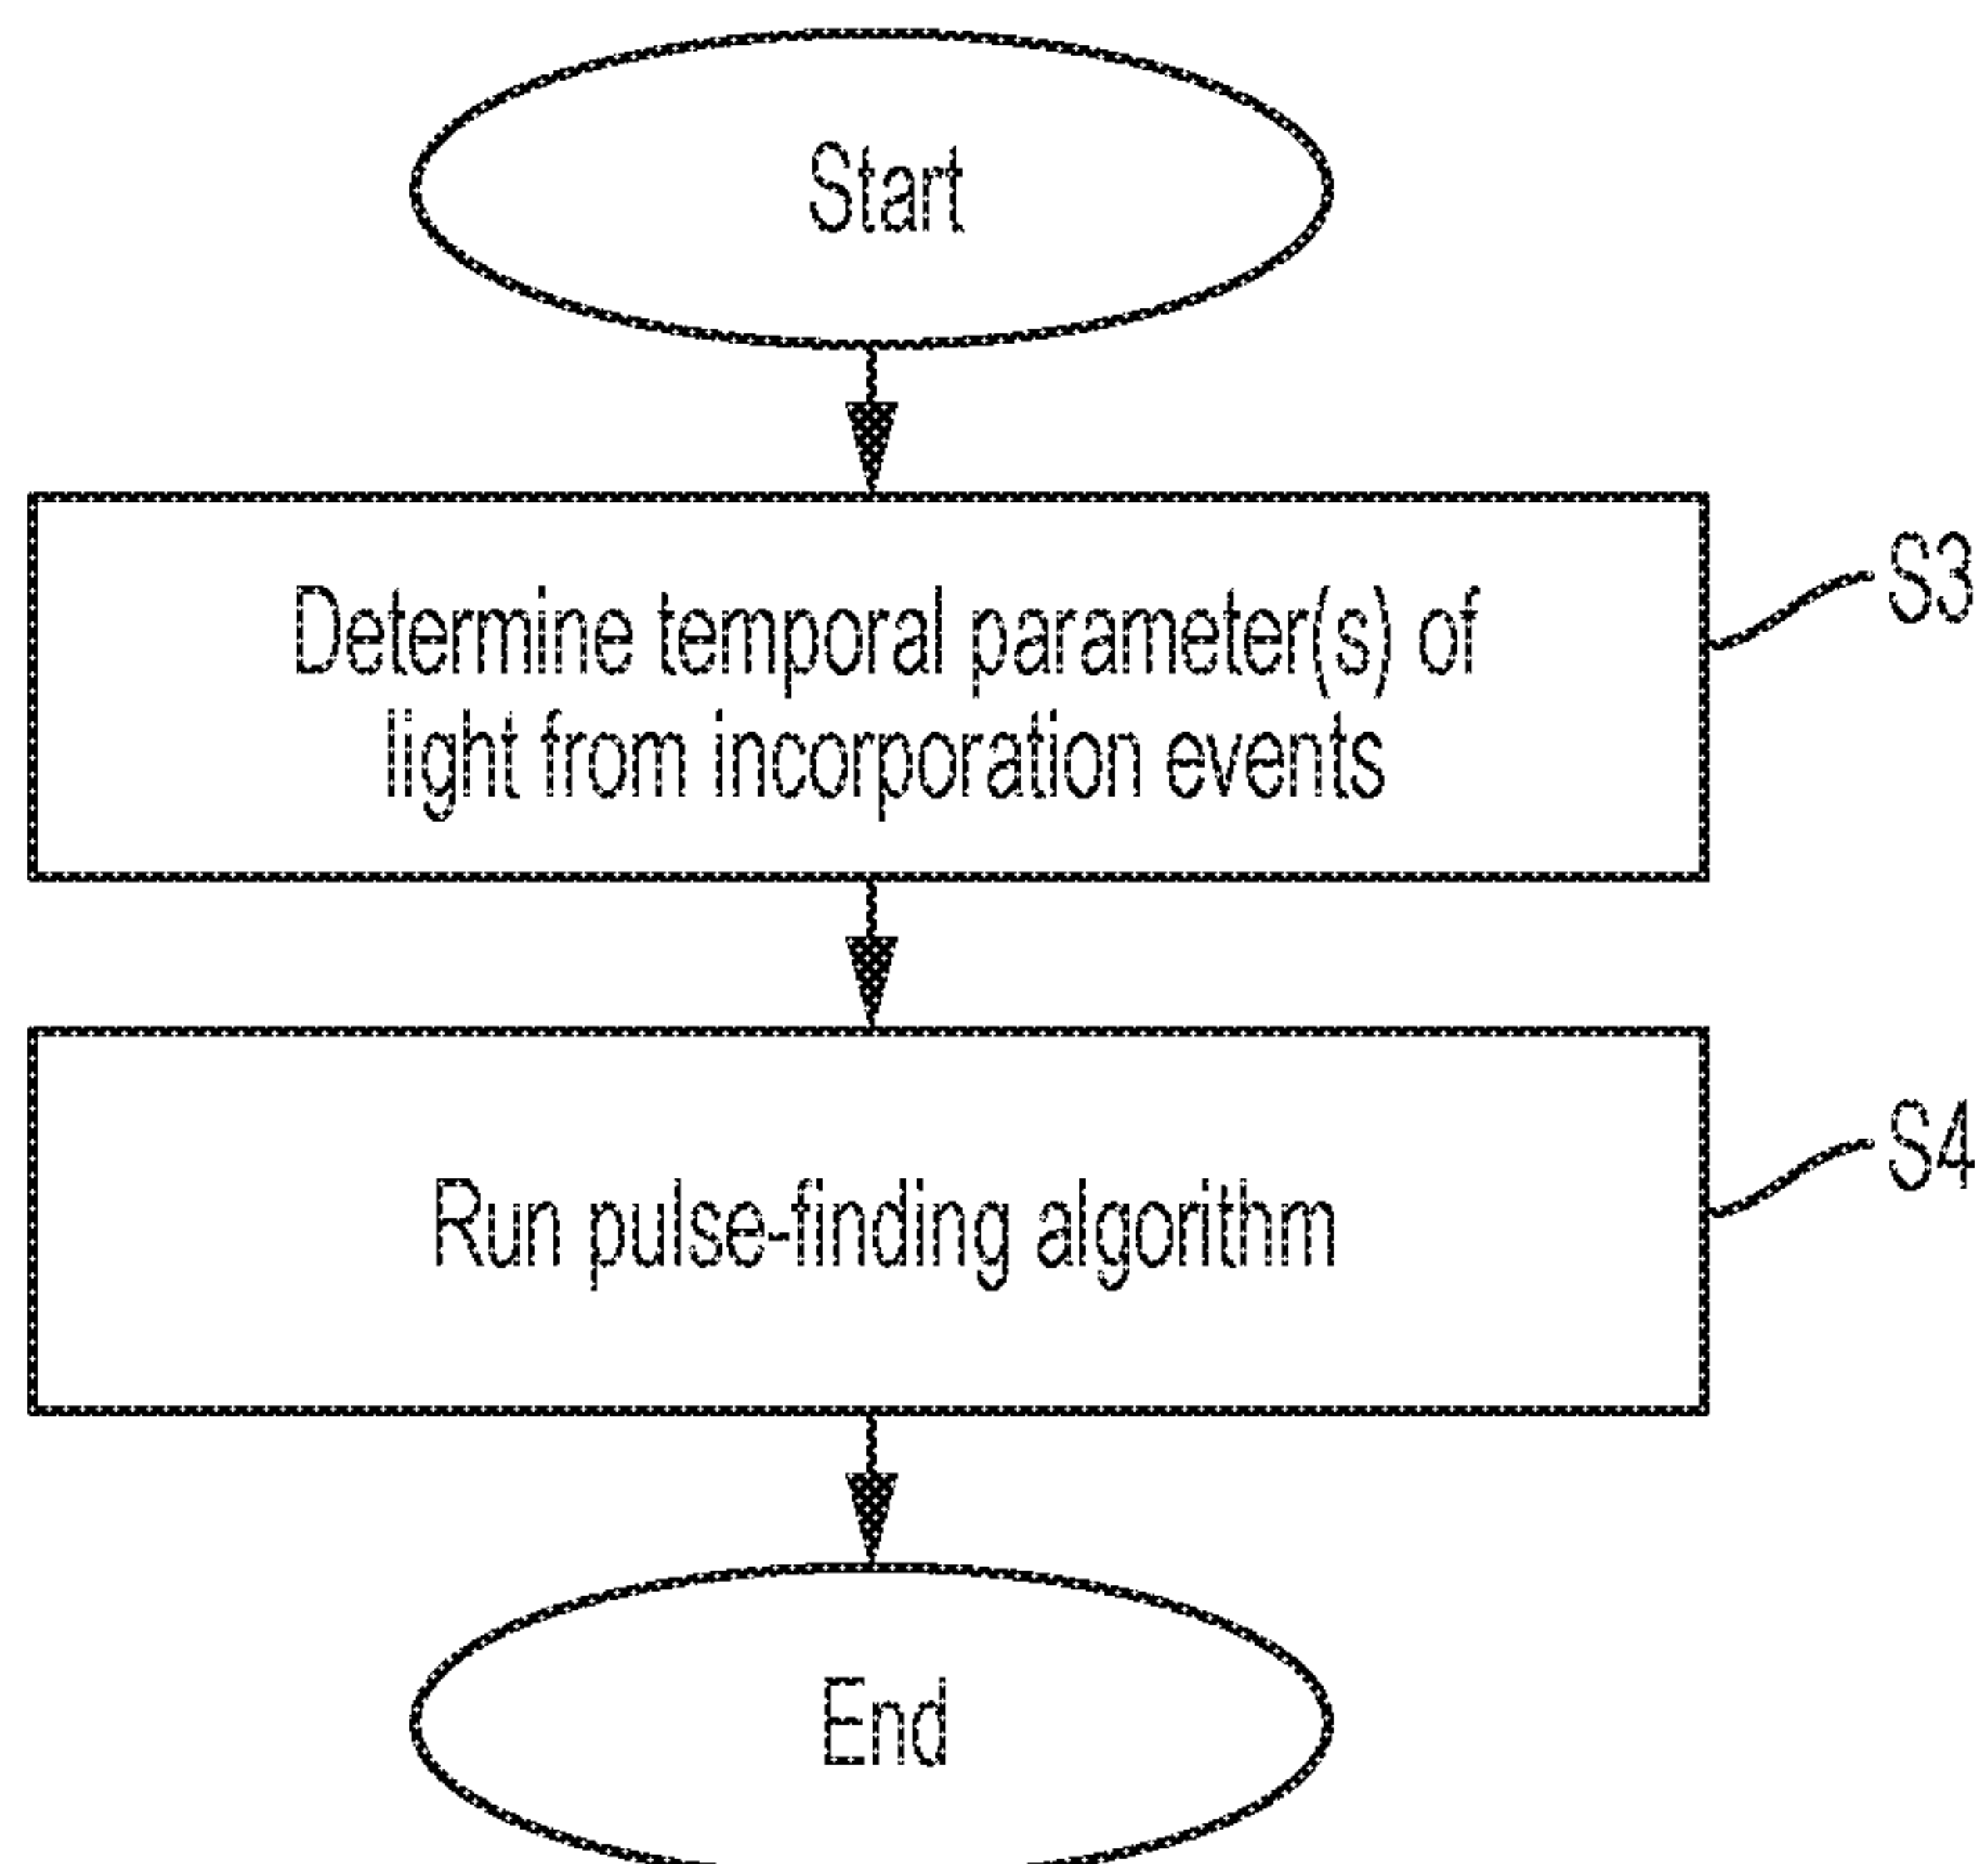 Start
Determine temporal parameter(s) of
light from incorporation events
S3
Run pulse-finding algorithm
S4
End